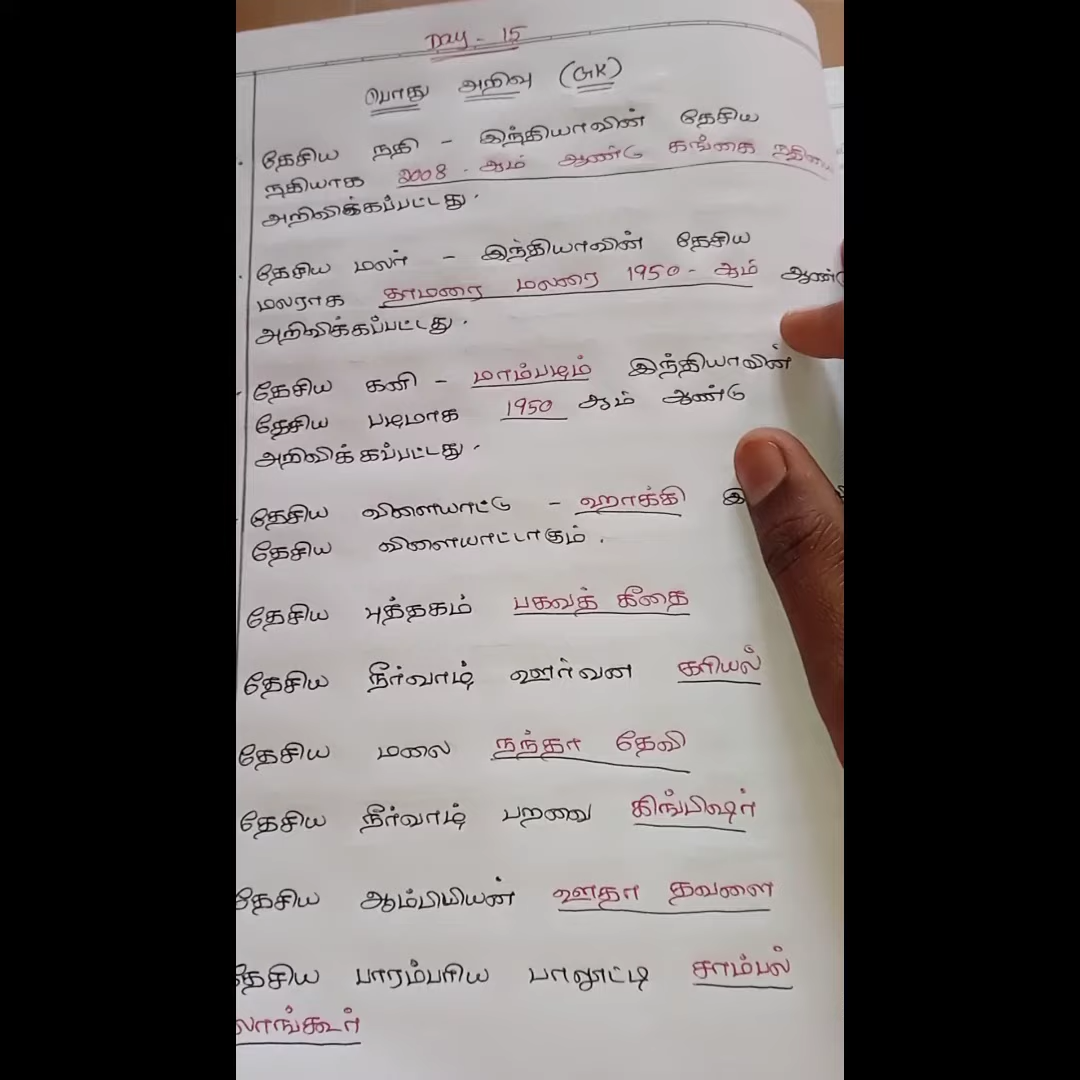 Day - 15
பொது அறிவு (GK)
தேசிய நதி - இந்தியாவின் தேசிய
நதியாக 2008 - ஆம் ஆண்டு கங்கை
அறிவிக்கப்பட்டது.
தேசிய மலர் - இந்தியாவின் தேசிய
மலராக தாமரை மலரை 1950 - ஆம் ஆண்டு
அறிவிக்கப்பட்டது.
தேசிய கனி - மாம்பழம் இந்தியாவின்
தேசிய பழமாக 1950 ஆம் ஆண்டு
அறிவிக்கப்பட்டது.
தேசிய விளையாட்டு - ஹாக்கி
தேசிய விளையாட்டாகும்.
தேசிய புத்தகம் பகவத் கீதை
தேசிய நீர்வாழ் ஊர்வன கரியல்
தேசிய மலை நந்தா தேவி
தேசிய நீர்வாழ் பறவை கிங்பிஷர்
தேசிய ஆம்பிமியன் ஊதா தவளை
தேசிய பாரம்பரிய பாலூட்டி சாம்பல்
லாங்கூர்